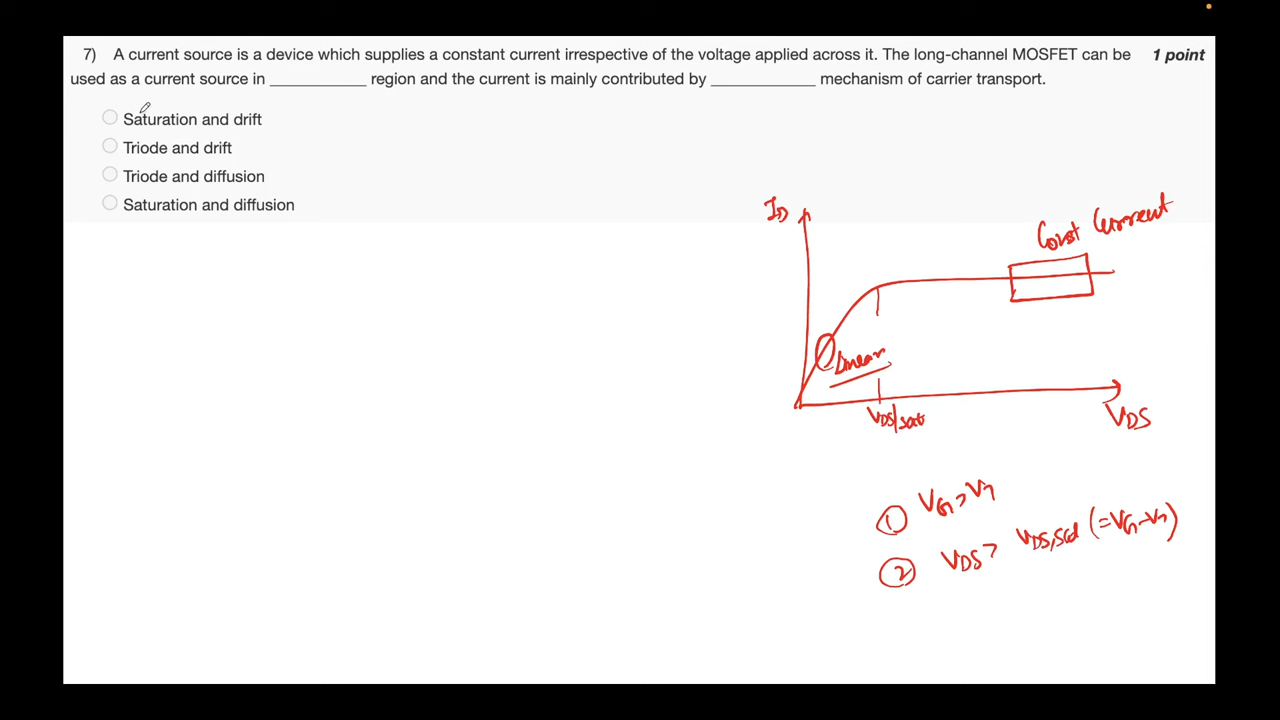 7) A current source is a device which supplies a constant current irrespective of the voltage applied across it. The long-channel MOSFET can be 1 point
used as a current source in ____________ region and the current is mainly contributed by _____________ mechanism of carrier transport.
Saturation and drift
Triode and drift
Triode and diffusion
Saturation and diffusion
ID
Const Current
Linear
VDS/sat
VDS
① VG > VT
② VDS > VDS,sat (=VG-VT)